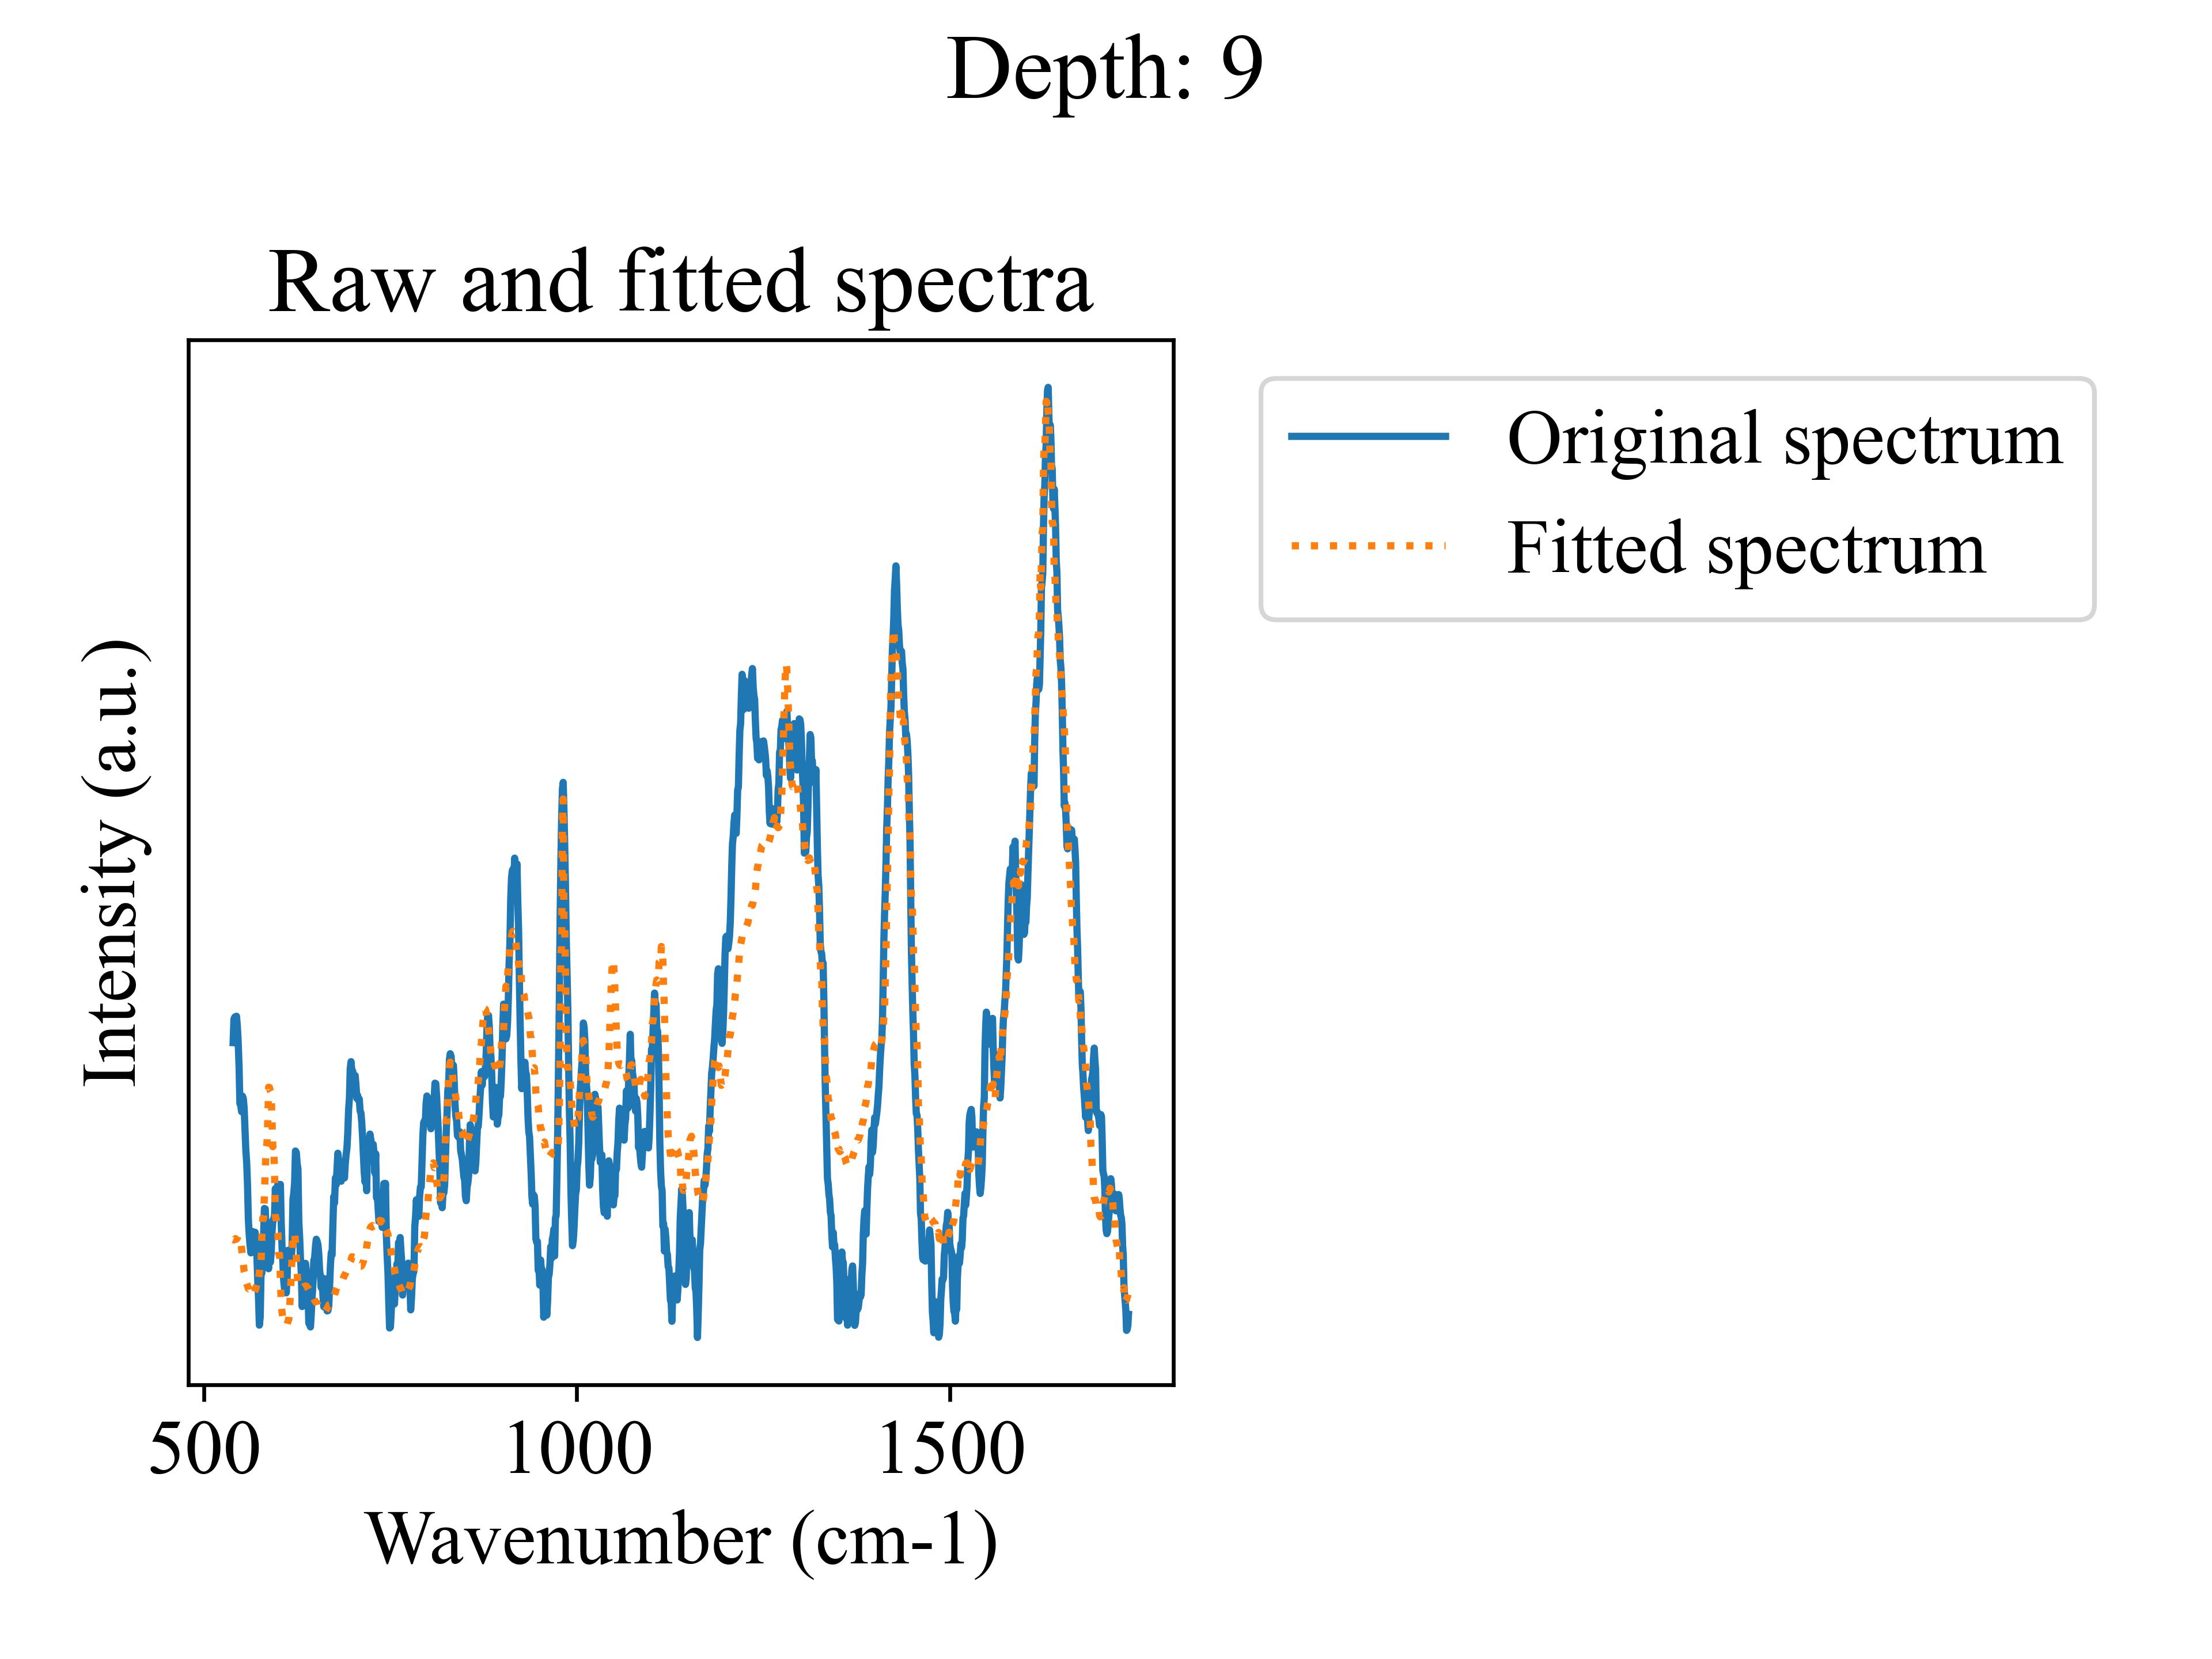 Depth: 9
Raw and fitted spectra
Original spectrum
Fitted spectrum
Intensity (a.u.)
500 1000 1500
Wavenumber (cm-1)